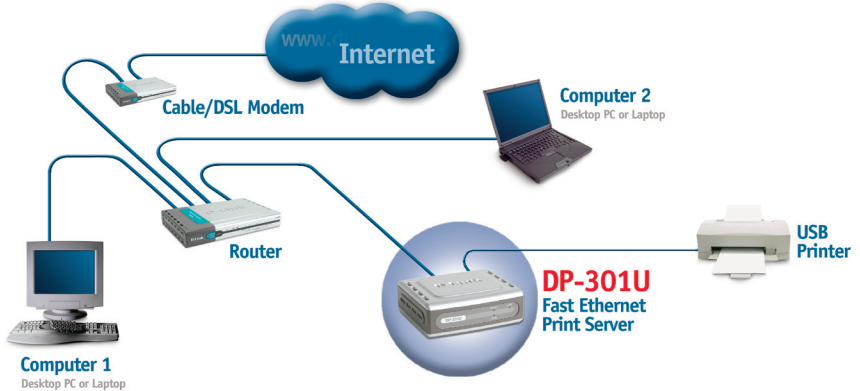 www.d
Internet
Cable/DSL Modem
Computer 2
Desktop PC or Laptop
Router
USB
Printer
DP-301U
Fast Ethernet
Print Server
Computer 1
Desktop PC or Laptop